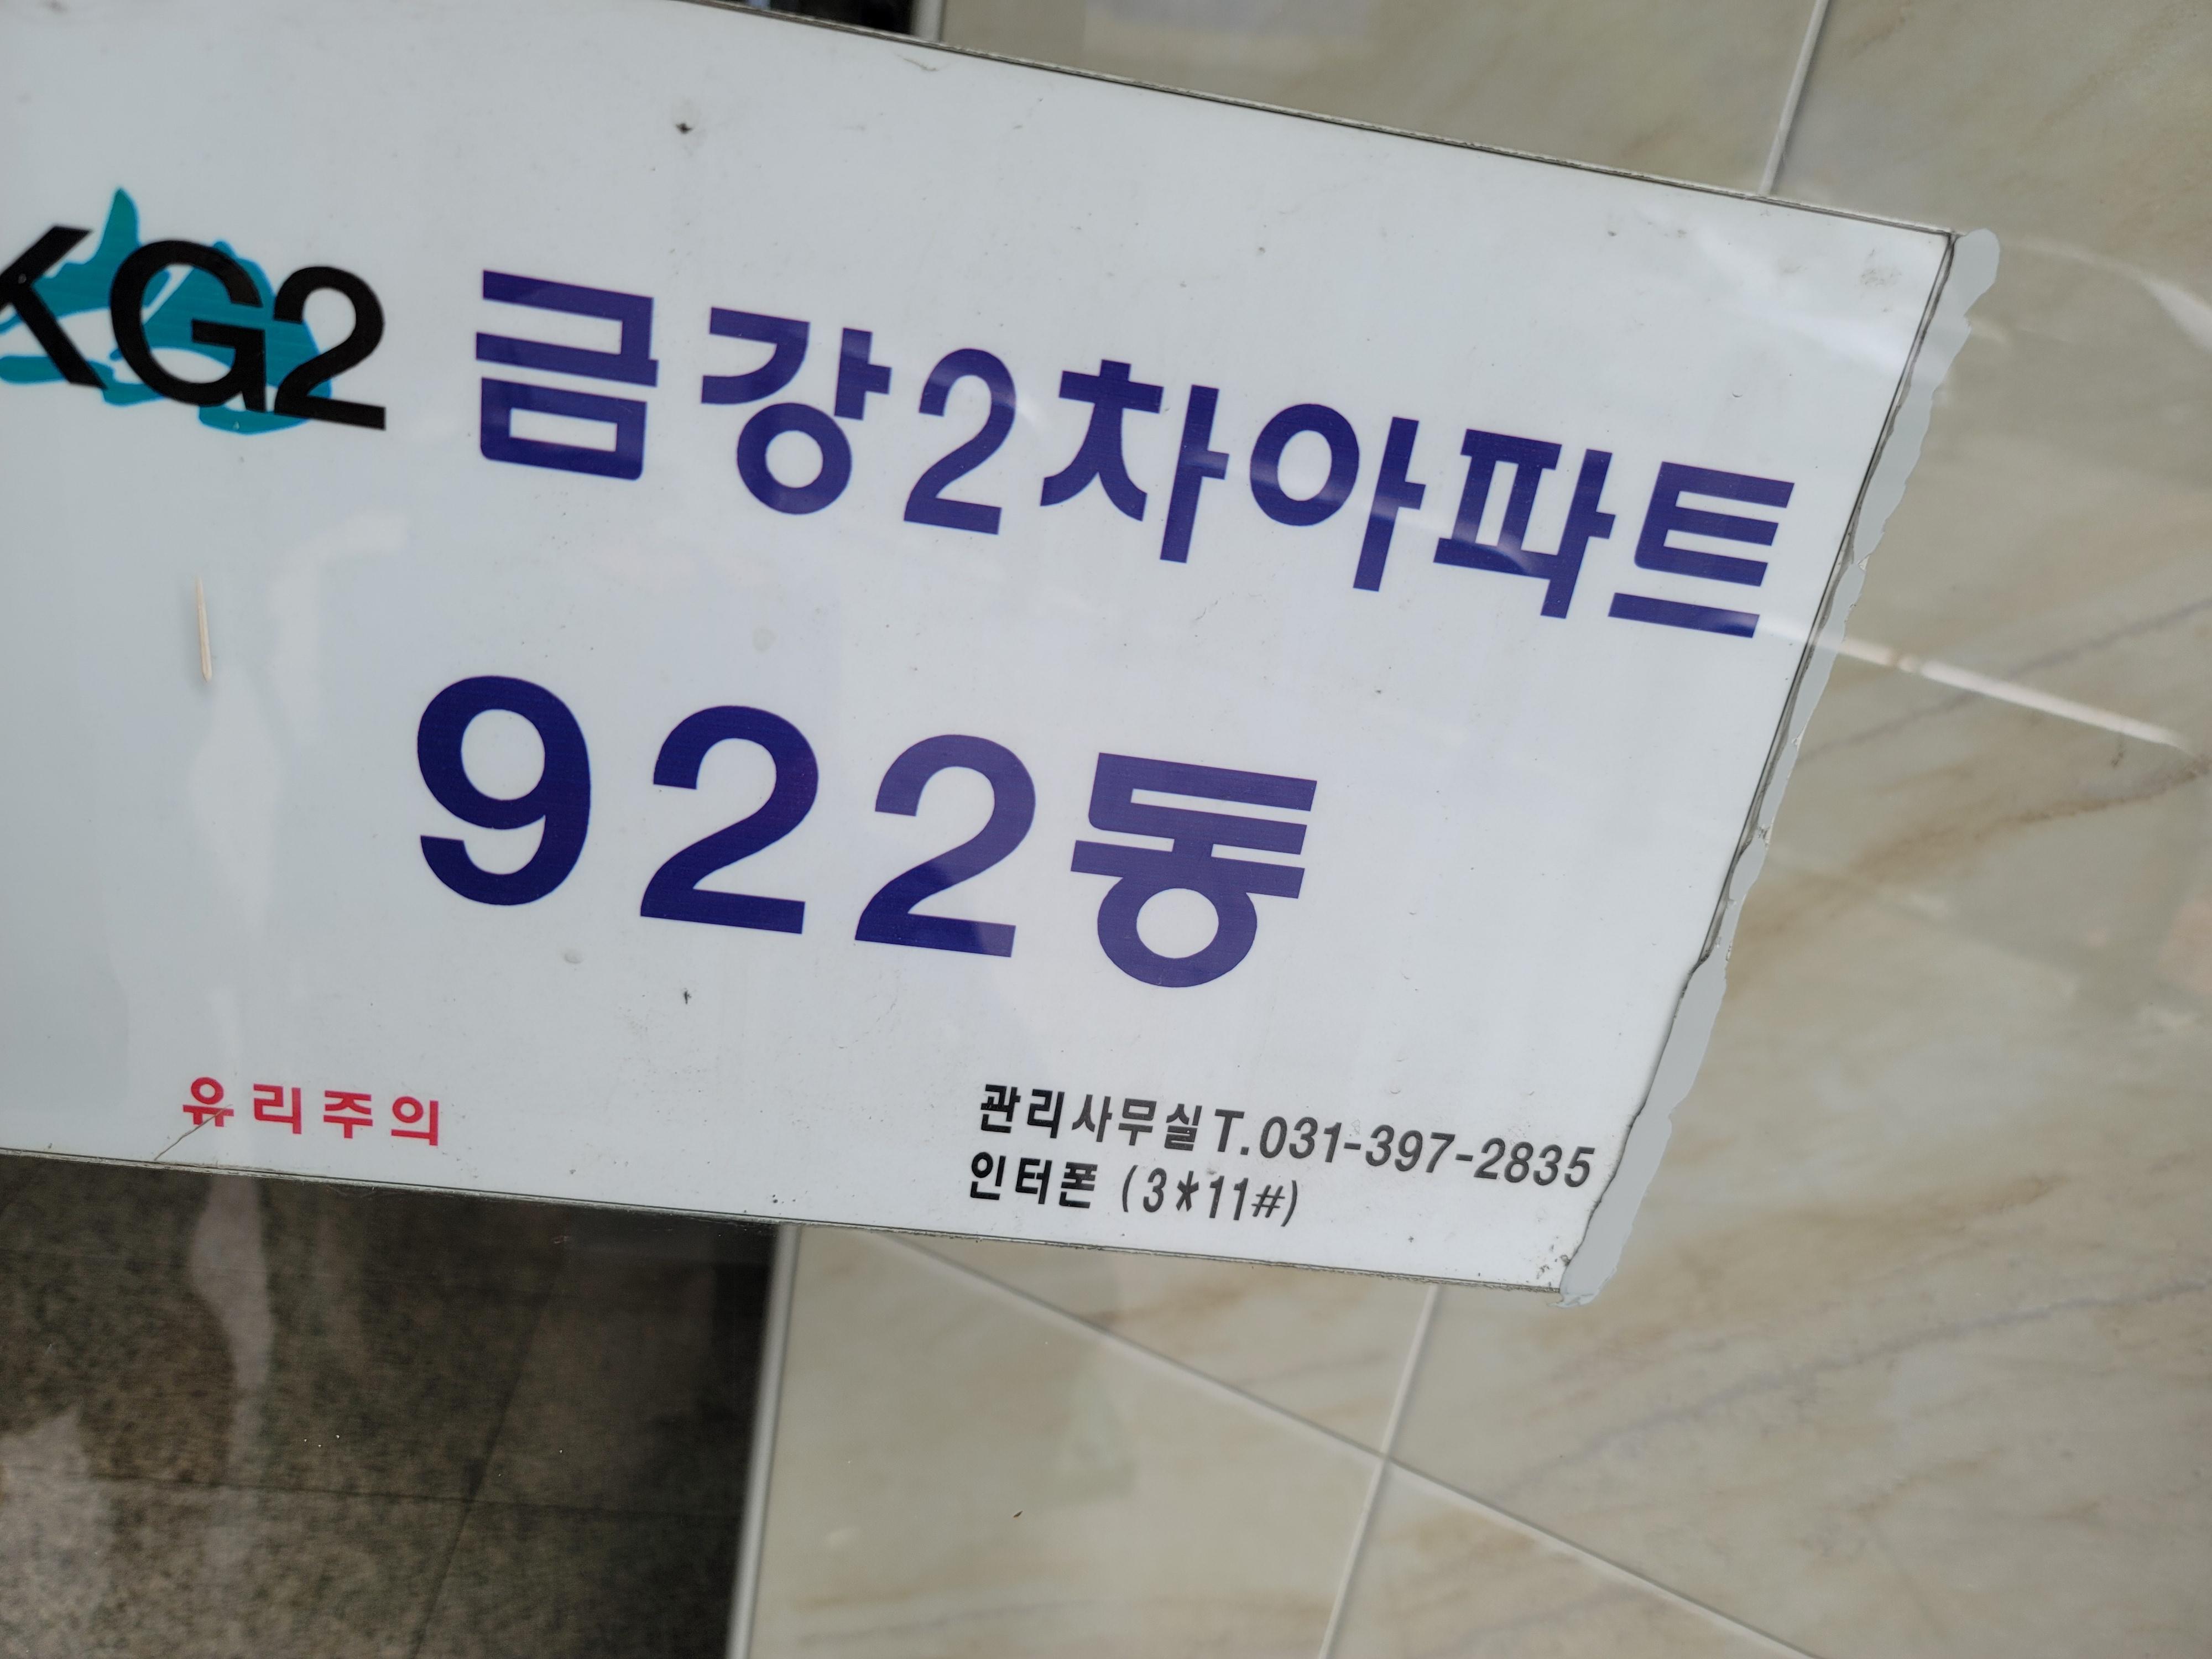 KG2 금강2차아파트
922동
유리주의
관리사무실 T.031-397-2835
인터폰 (3*11#)